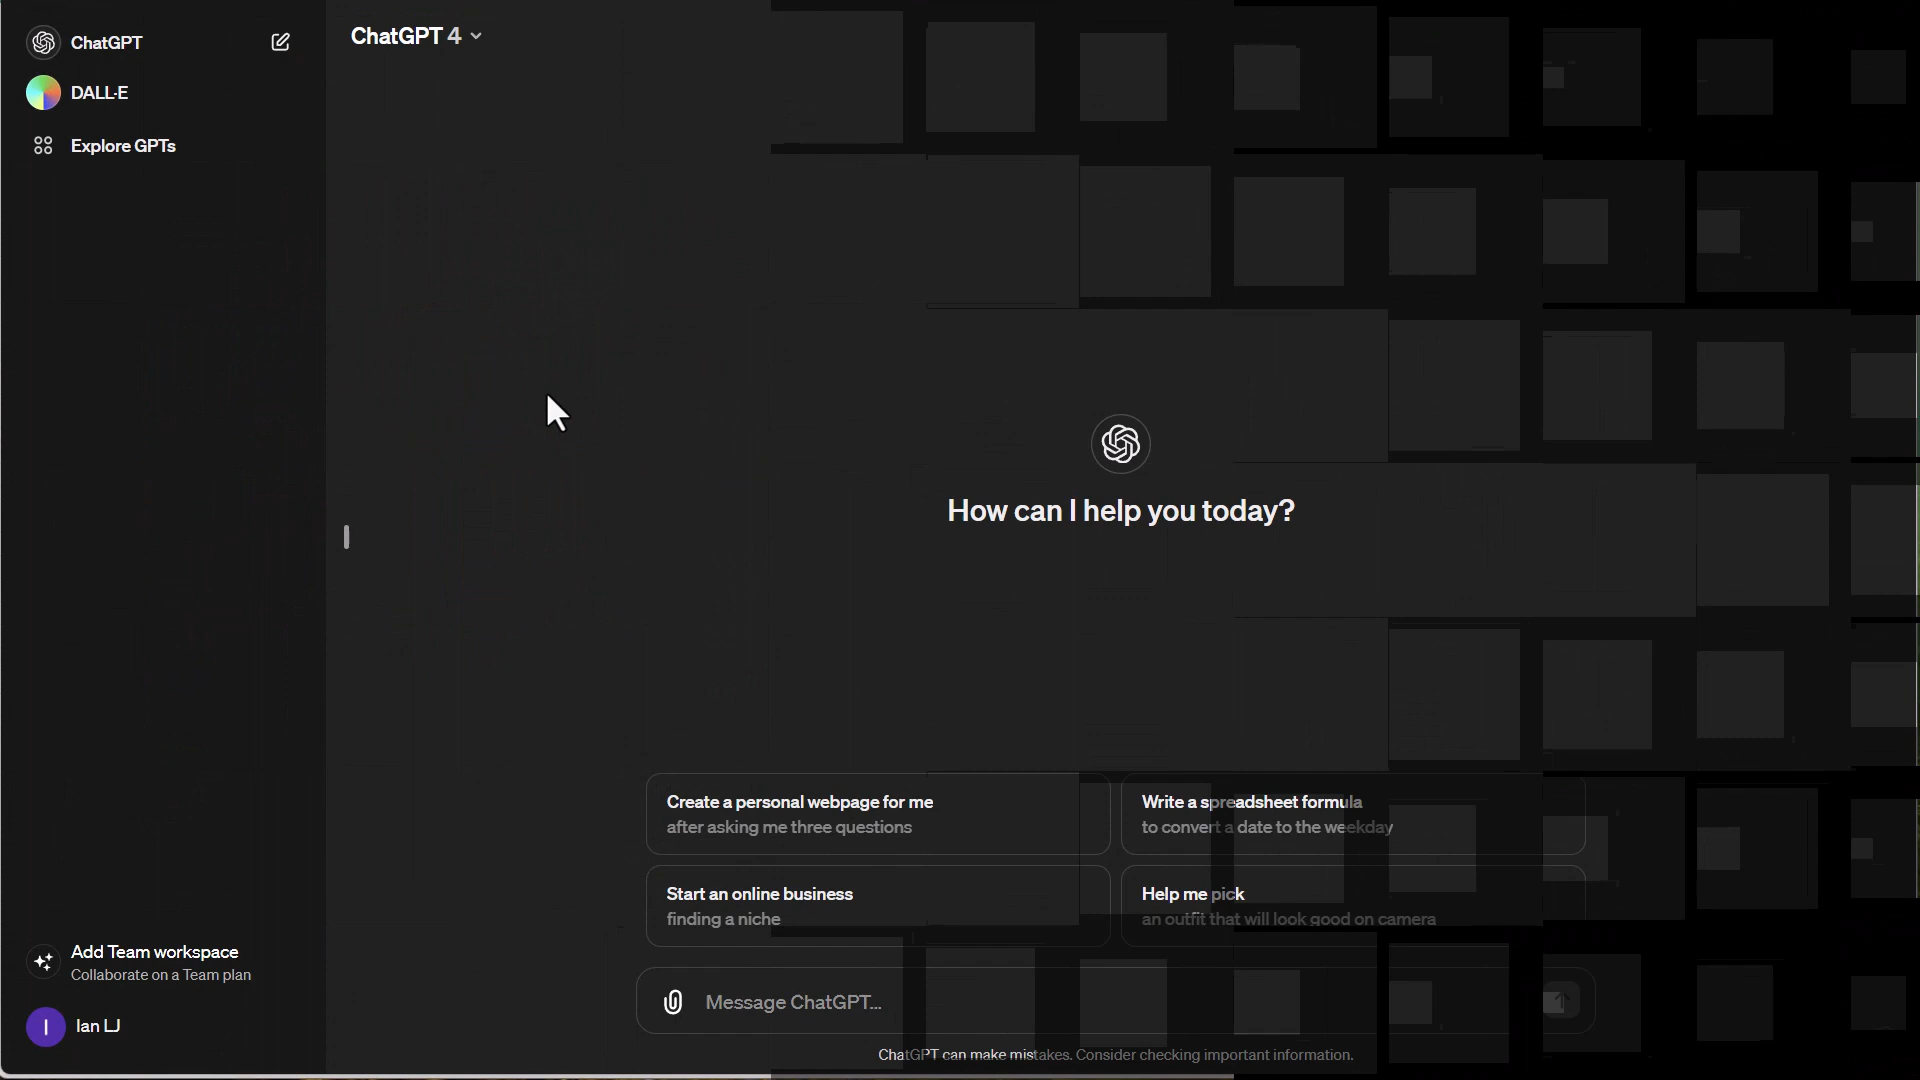 ChatGPT
DALL·E
Explore GPTs
ChatGPT 4
How can I help you today?
Create a personal webpage for me
after asking me three questions
Write a spreadsheet formula
to convert a date to the weekday
Start an online business
finding a niche
Help me pick
an outfit that will look good on camera
Add Team workspace
Collaborate on a Team plan
I
Ian LJ
Message ChatGPT...
ChatGPT can make mistakes. Consider checking important information.